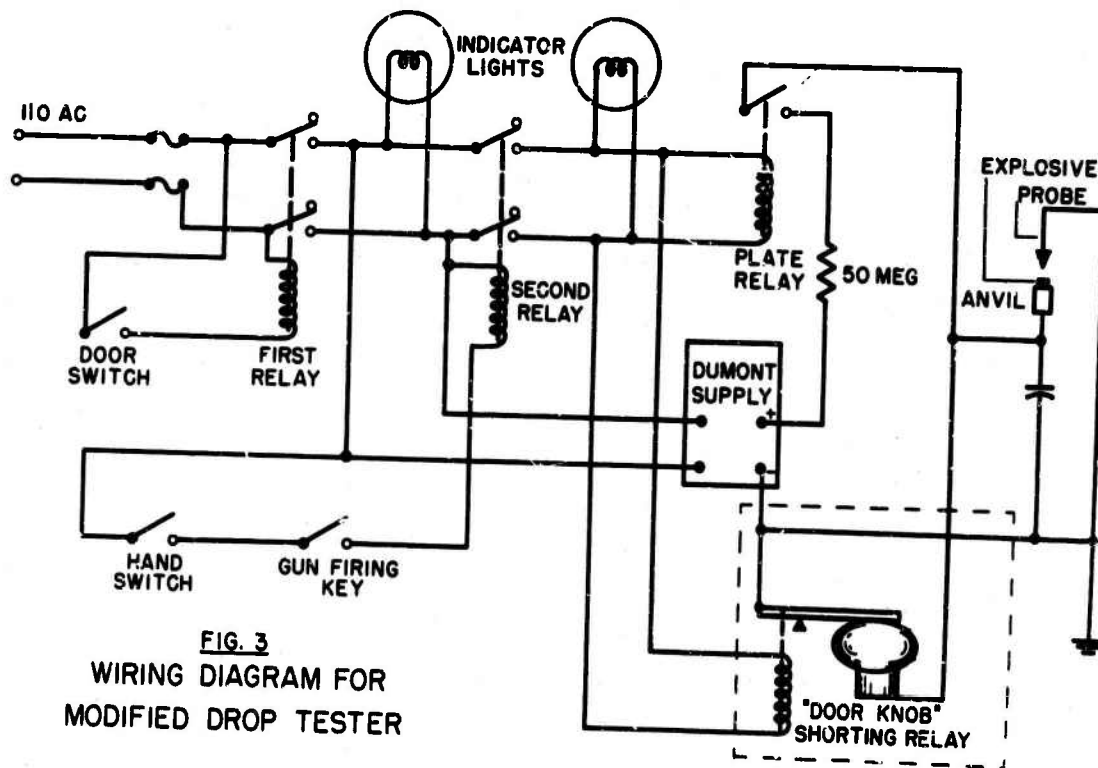 INDICATOR
LIGHTS
110 AC
EXPLOSIVE
PROBE
PLATE
RELAY
50 MEG
ANVIL
SECOND
RELAY
DOOR
SWITCH
FIRST
RELAY
DUMONT
SUPPLY
+
-
HAND
SWITCH
GUN FIRING
KEY
FIG. 3
WIRING DIAGRAM FOR
MODIFIED DROP TESTER
"DOOR KNOB"
SHORTING RELAY